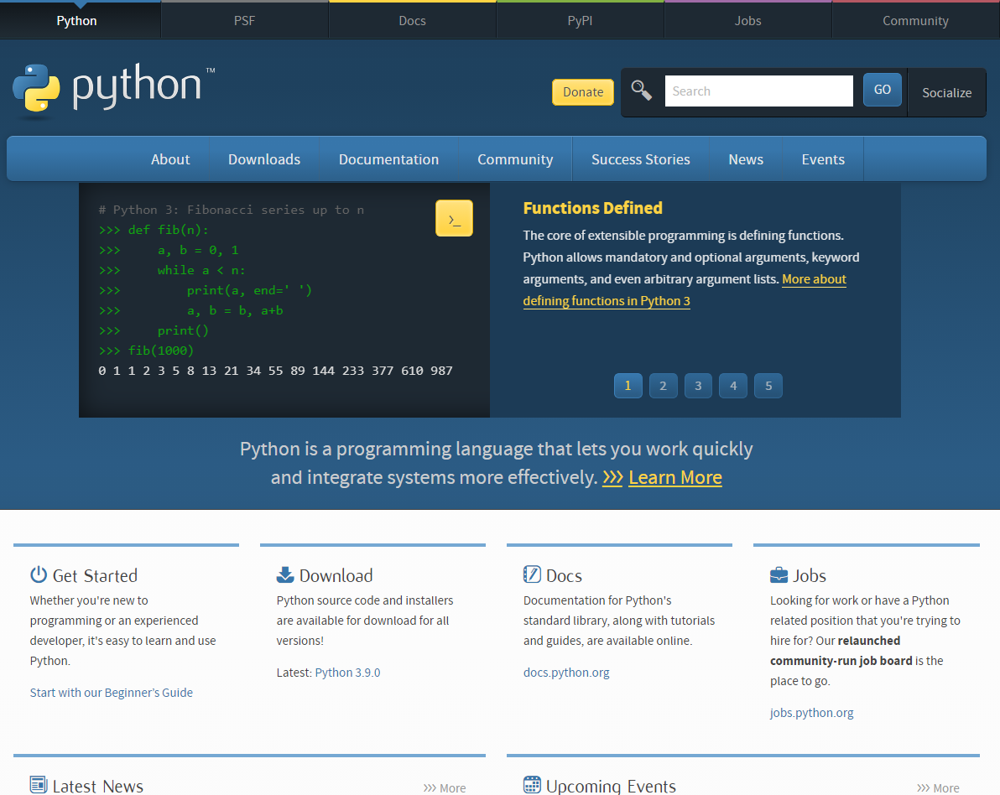 Python
PSF
Docs
PyPI
Jobs
Community
python™
Donate
Search
GO
Socialize
About
Downloads
Documentation
Community
Success Stories
News
Events
# Python 3: Fibonacci series up to n
>>> def fib(n):
>>>     a, b = 0, 1
>>>     while a < n:
>>>         print(a, end=' ')
>>>         a, b = b, a+b
>>>     print()
>>> fib(1000)
0 1 1 2 3 5 8 13 21 34 55 89 144 233 377 610 987
>_
Functions Defined
The core of extensible programming is defining functions.
Python allows mandatory and optional arguments, keyword
arguments, and even arbitrary argument lists. More about
defining functions in Python 3
1
2
3
4
5
Python is a programming language that lets you work quickly
and integrate systems more effectively. >>> Learn More
Get Started
Whether you're new to
programming or an experienced
developer, it's easy to learn and use
Python.
Start with our Beginner’s Guide
Download
Python source code and installers
are available for download for all
versions!
Latest: Python 3.9.0
Docs
Documentation for Python's
standard library, along with tutorials
and guides, are available online.
docs.python.org
Jobs
Looking for work or have a Python
related position that you're trying to
hire for? Our relaunched
community-run job board is the
place to go.
jobs.python.org
Latest News
>>> More
Upcoming Events
>>> More